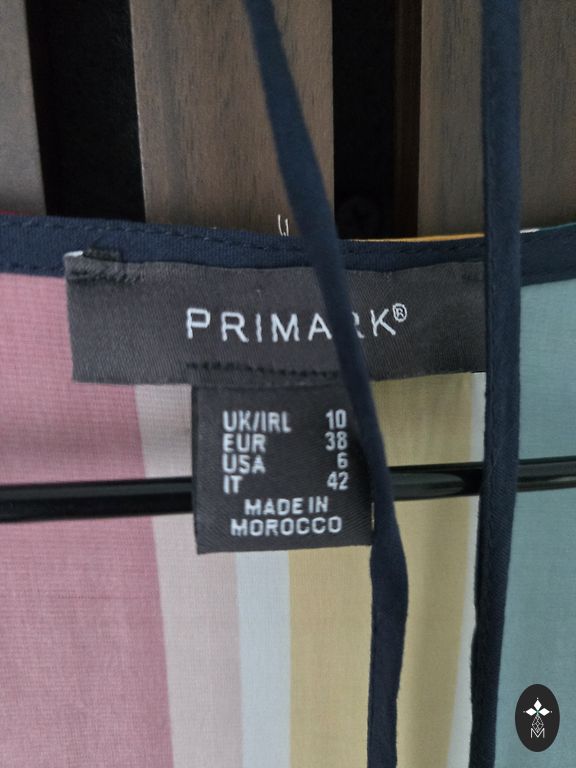 PRIMARK®
UK/IRL 10
EUR 38
USA 6
IT 42
MADE IN
MOROCCO
M